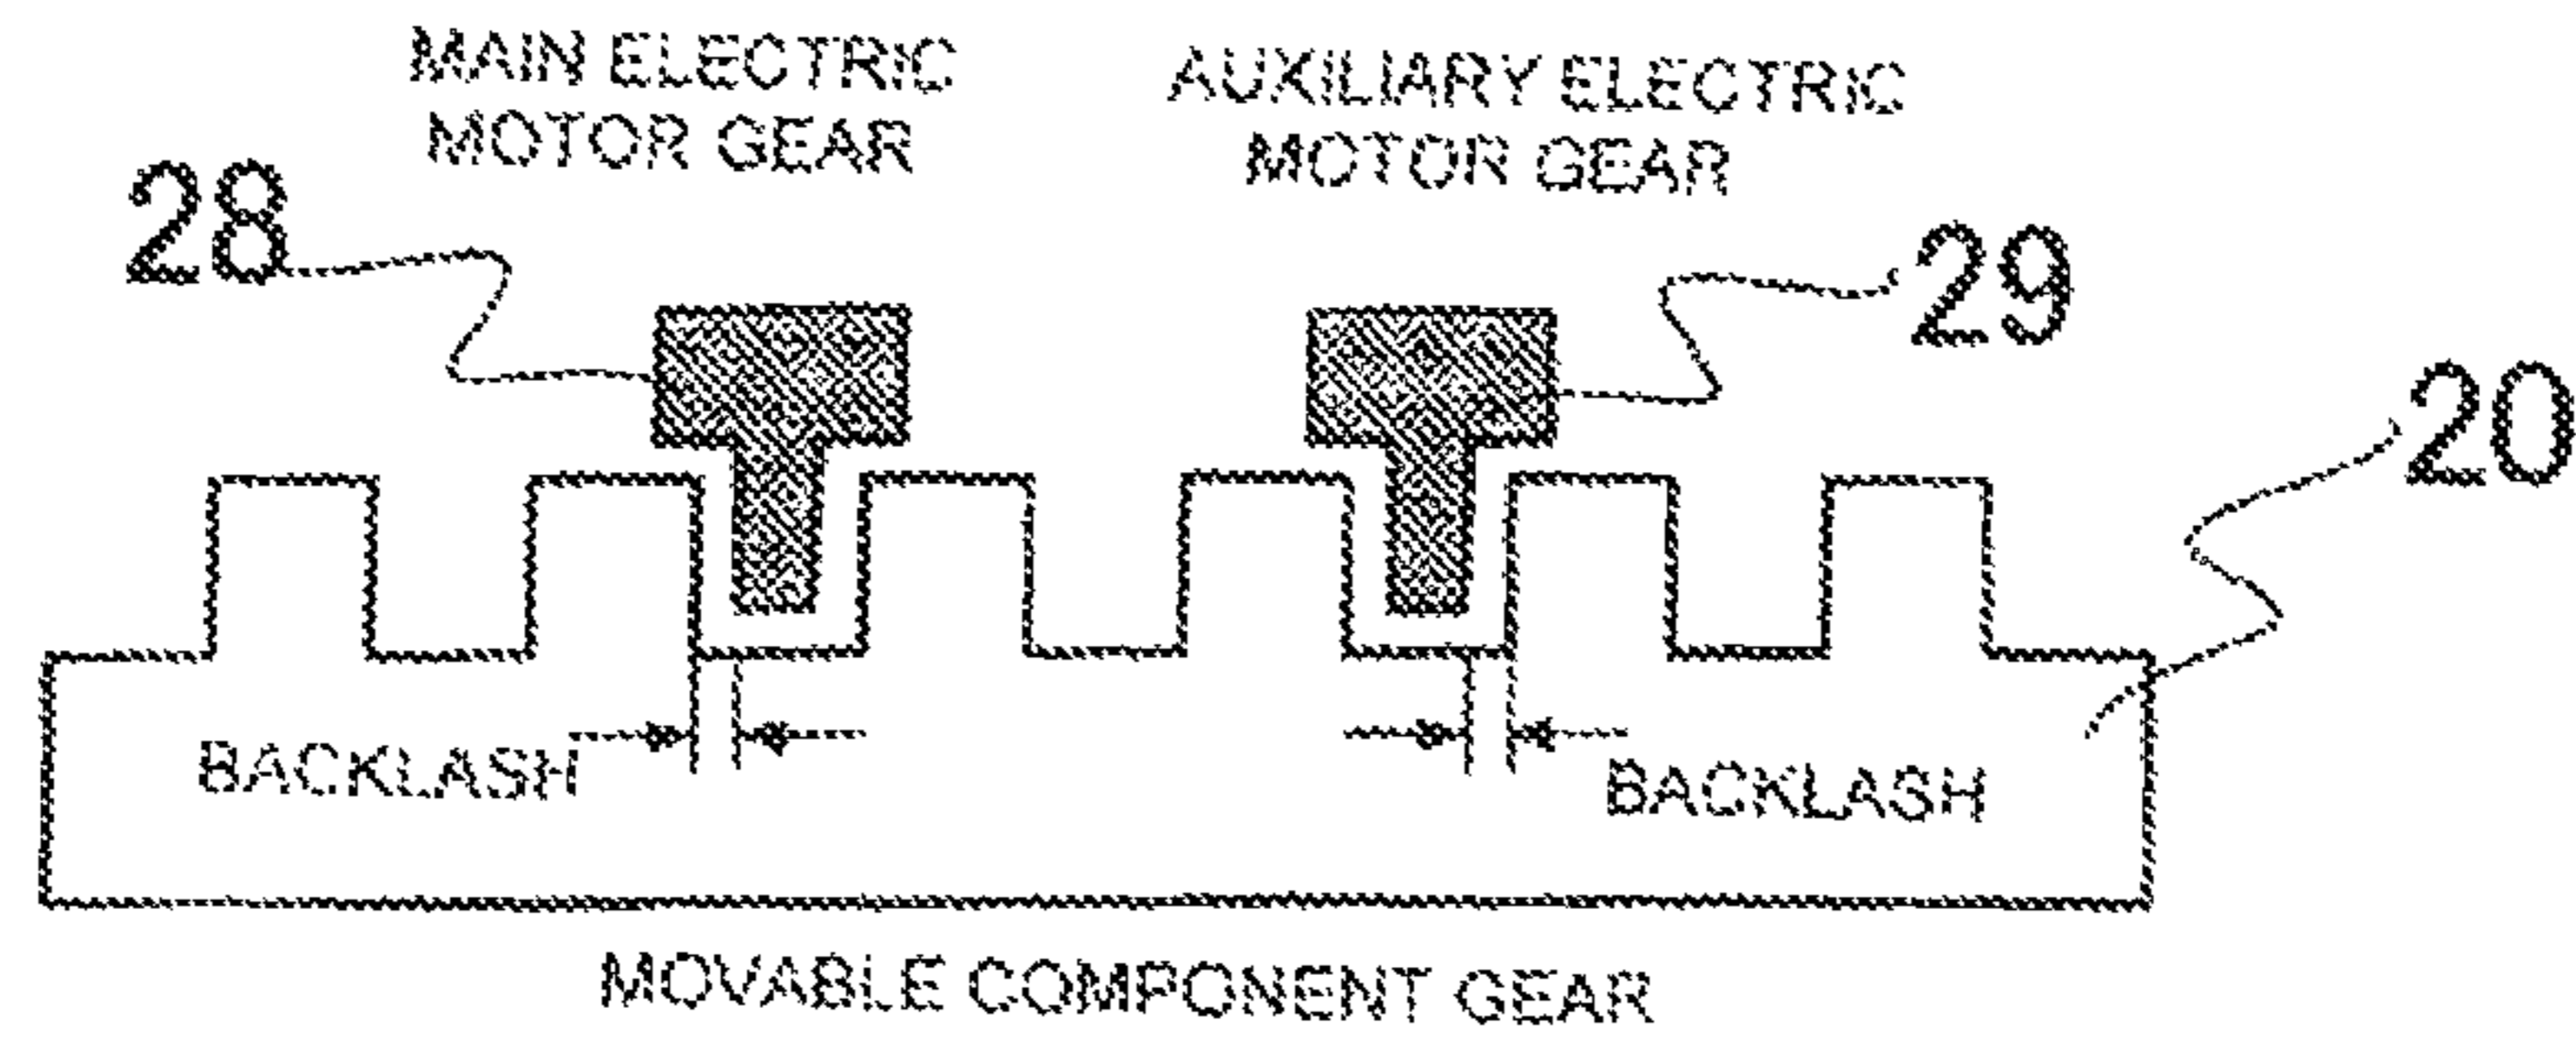 MAIN ELECTRIC
MOTOR GEAR
AUXILIARY ELECTRIC
MOTOR GEAR
28
29
20
BACKLASH
BACKLASH
MOVABLE COMPONENT GEAR